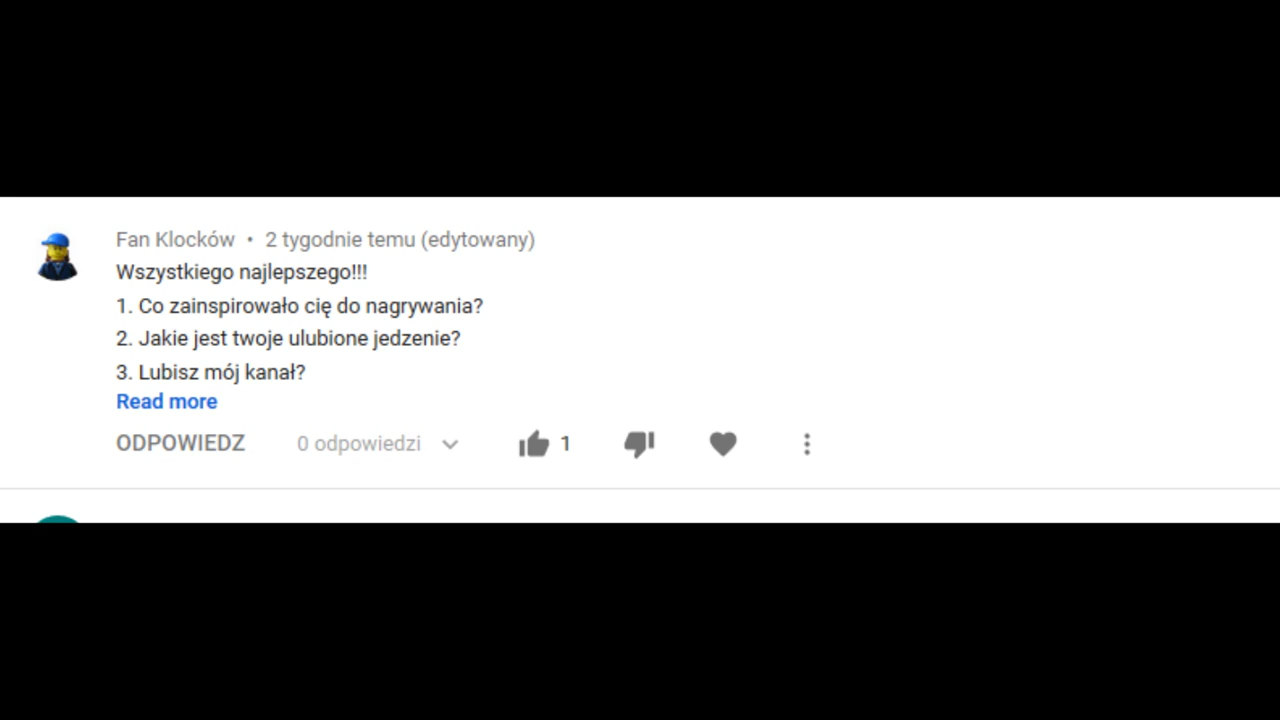 Fan Klocków • 2 tygodnie temu (edytowany)
Wszystkiego najlepszego!!!
1. Co zainspirowało cię do nagrywania?
2. Jakie jest twoje ulubione jedzenie?
3. Lubisz mój kanał?
Read more
ODPOWIEDZ 0 odpowiedzi 1